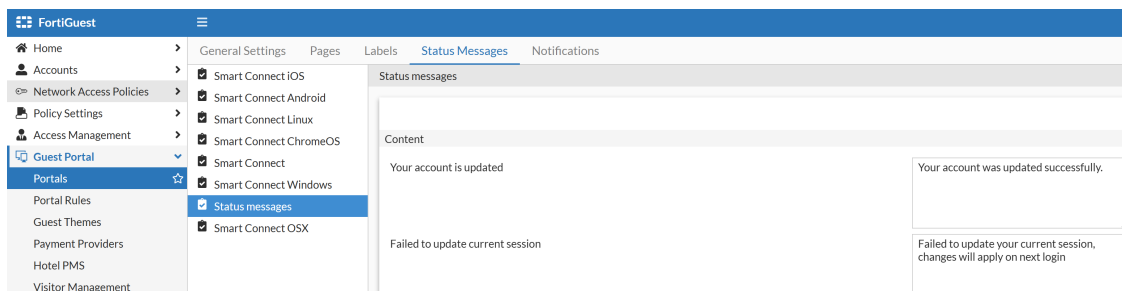 FortiGuest
Home
Accounts
Network Access Policies
Policy Settings
Access Management
Guest Portal
Portals
Portal Rules
Guest Themes
Payment Providers
Hotel PMS
Visitor Management
General Settings Pages Labels Status Messages Notifications
Smart Connect iOS
Smart Connect Android
Smart Connect Linux
Smart Connect ChromeOS
Smart Connect
Smart Connect Windows
Status messages
Smart Connect OSX
Status messages
Content
Your account is updated
Your account was updated successfully.
Failed to update current session
Failed to update your current session,
changes will apply on next login